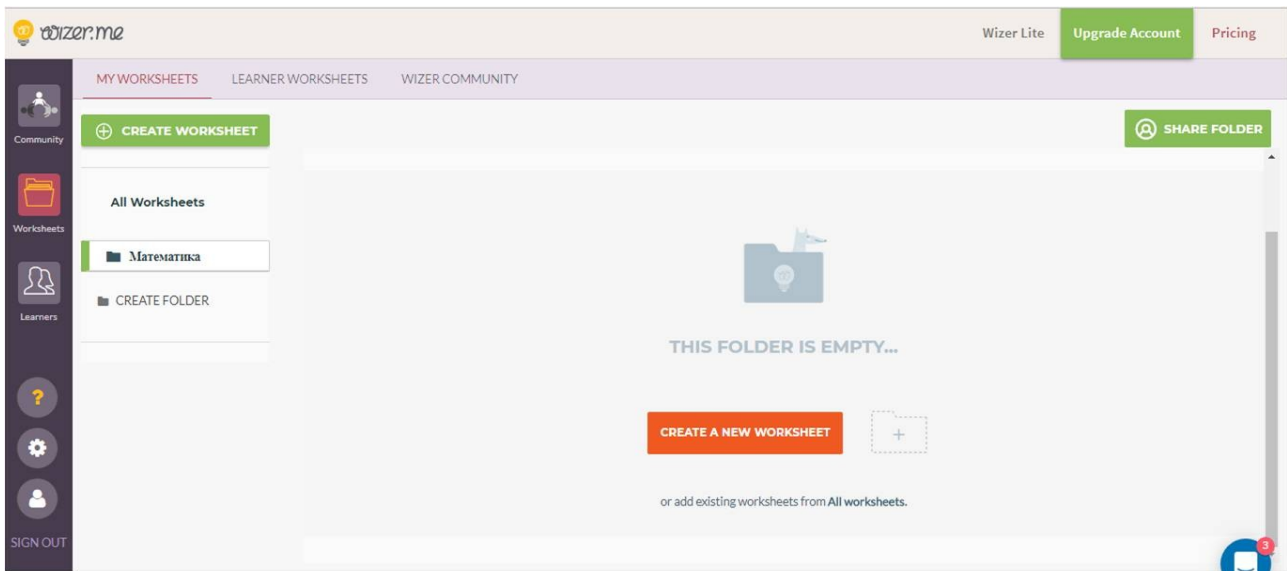 wizer.me
Wizer Lite
Upgrade Account
Pricing
MY WORKSHEETS
LEARNER WORKSHEETS
WIZER COMMUNITY
Community
CREATE WORKSHEET
SHARE FOLDER
All Worksheets
Worksheets
Математика
CREATE FOLDER
Learners
THIS FOLDER IS EMPTY...
?
CREATE A NEW WORKSHEET
+
or add existing worksheets from All worksheets.
SIGN OUT
3